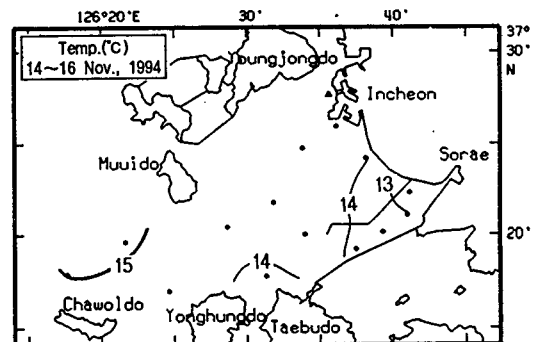 126°20′ 30′ 40′ 37°
30′
N
Temp.(°C)
14~16 Nov., 1994
Youngjongdo
Incheon
Muuido
Sorae
13
14
20′
15
14
Chawoldo
Yonghungdo
Taebudo